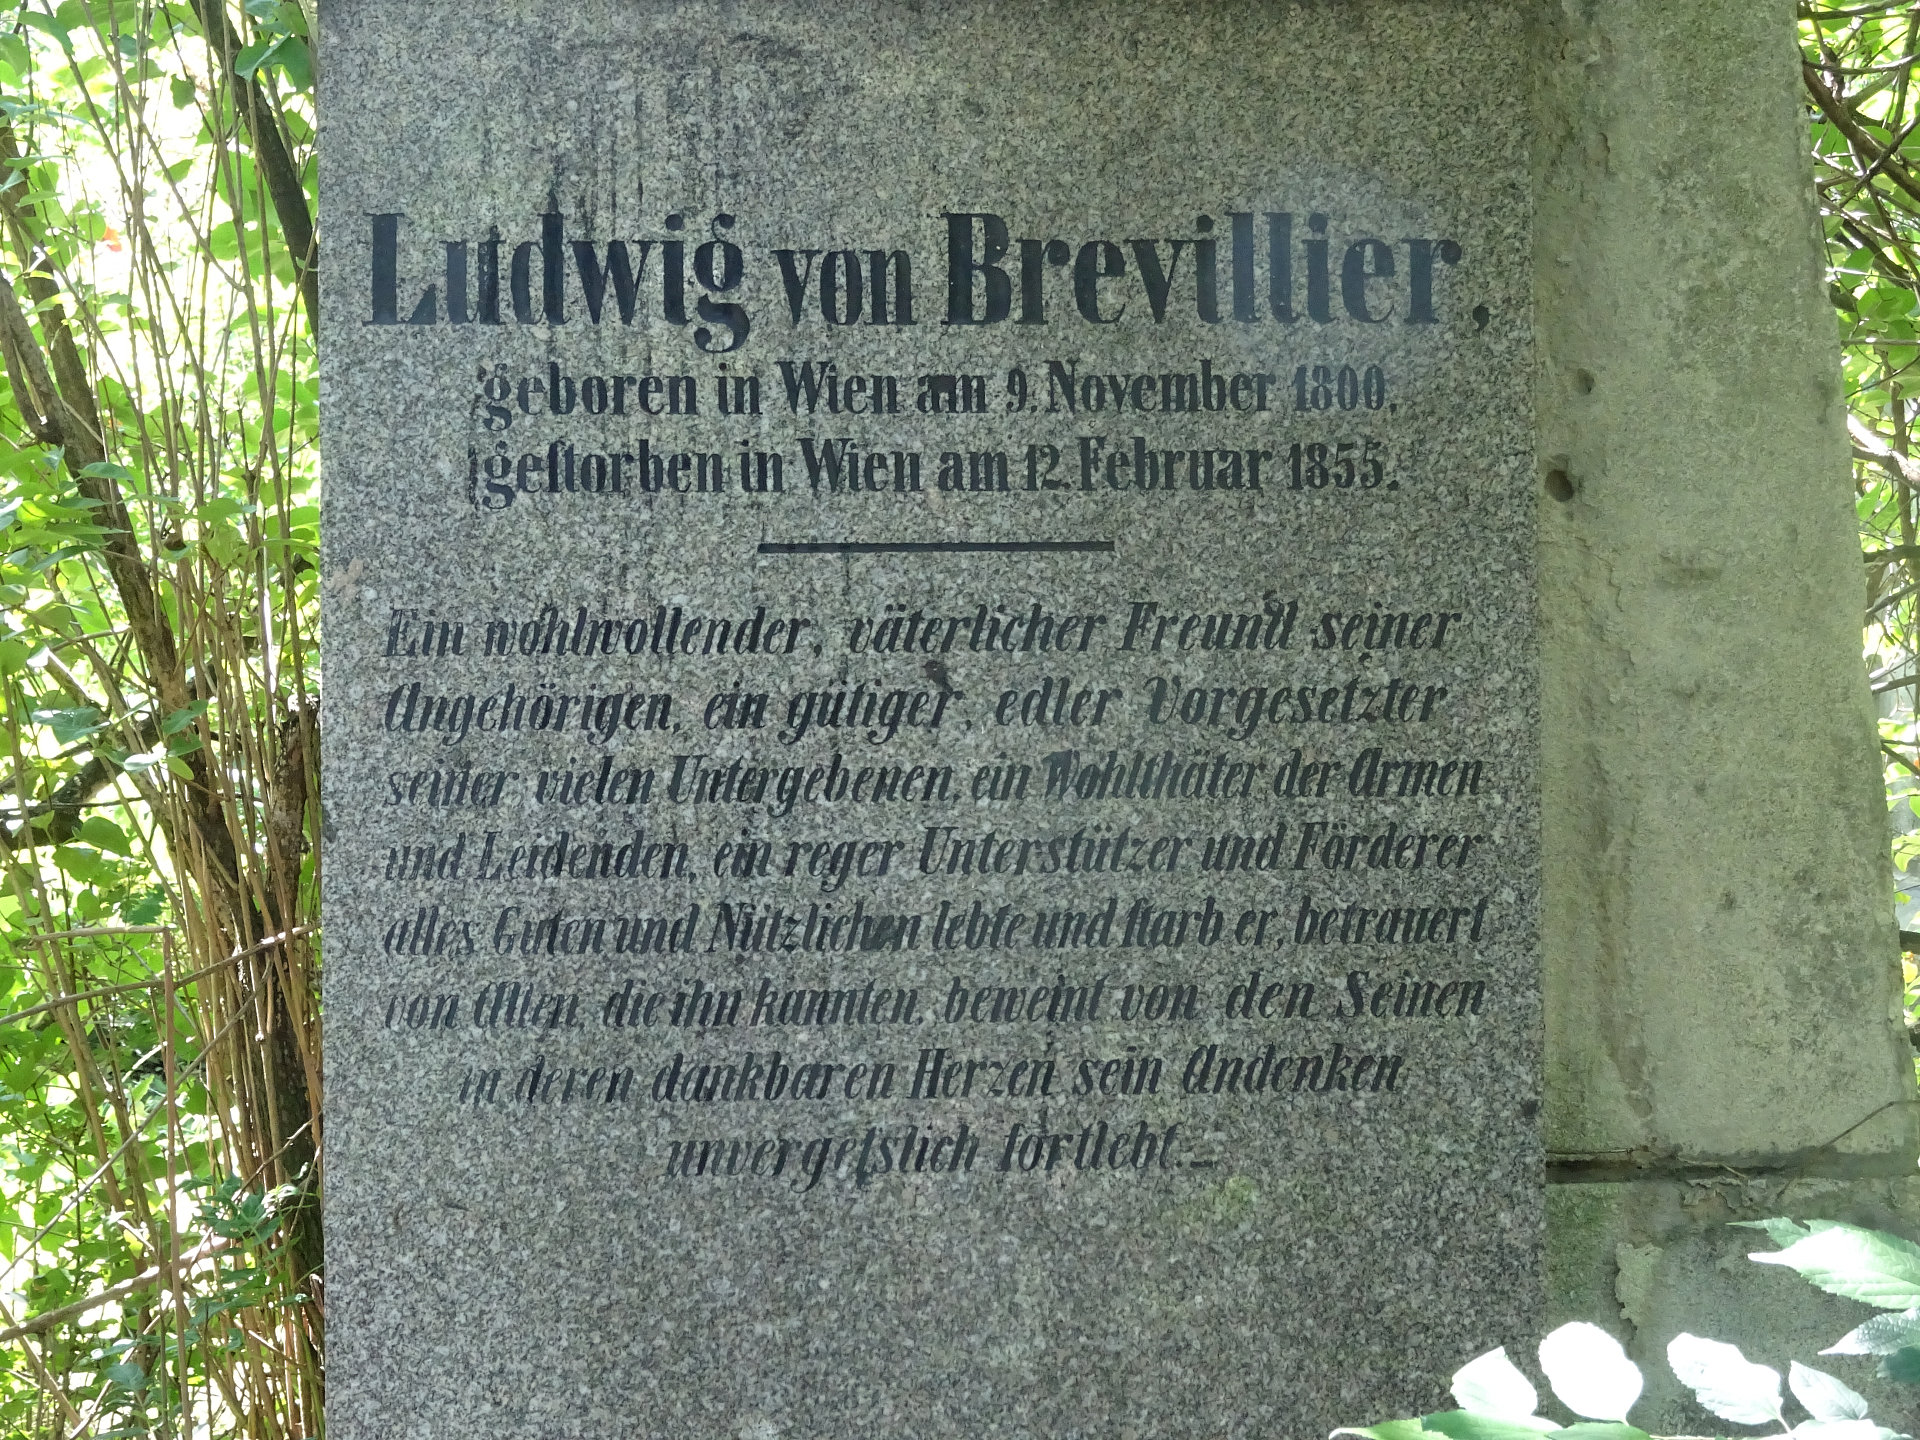 Ludwig von Brevillier,
geboren in Wien am 9. November 1800,
geſtorben in Wien am 12. Februar 1855.
Ein wohlwollender, väterlicher Freund seiner
Angehörigen, ein gütiger, edler Vorgesetzter
seiner vielen Untergebenen, ein Wohlthäter der Armen
und Leidenden, ein reger Unterstützer und Förderer
alles Guten und Nützlichen lebte und ſtarb er, betrauert
von Allen, die ihn kannten, beweint von den Seinen
in deren dankbaren Herzen sein Andenken
unvergeſslich fortlebt.–